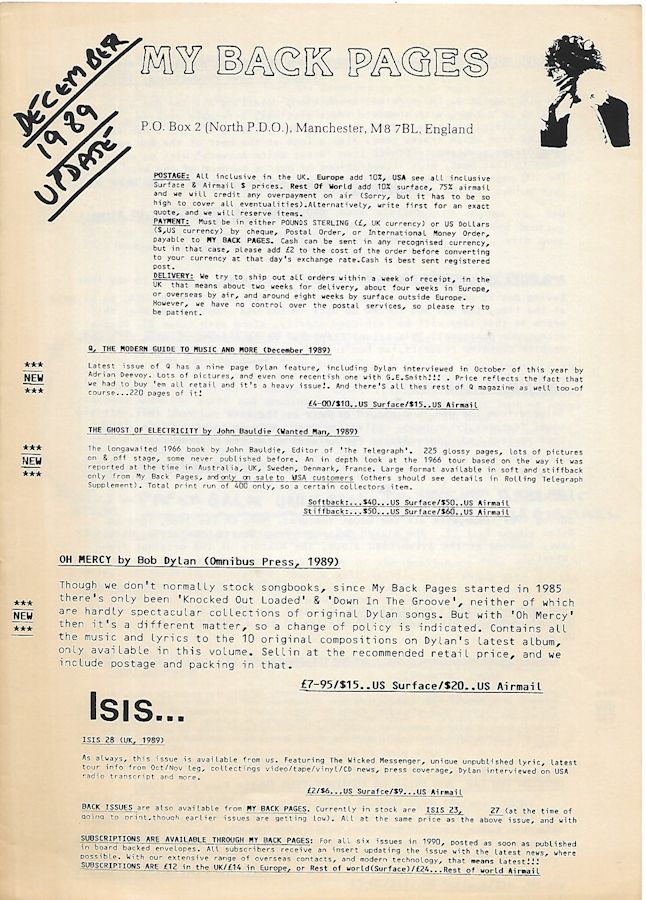 DECEMBER
1989
UPDATE
MY BACK PAGES
P.O. Box 2 (North P.D.O.), Manchester, M8 7BL, England
POSTAGE: All inclusive in the UK. Europe add 10%, USA see all inclusive
Surface & Airmail $ prices. Rest Of World add 10% surface, 75% airmail
and we will credit any overpayment on air (Sorry, but it has to be so
high to cover all eventualities).Alternatively, write first for an exact
quote, and we will reserve items.
PAYMENT: Must be in either POUNDS STERLING (£, UK currency) or US Dollars
($,US currency) by cheque, Postal Order, or International Money Order,
payable to MY BACK PAGES. Cash can be sent in any recognised currency,
but in that case, please add £2 to the cost of the order before converting
to your currency at that day's exchange rate.Cash is best sent registered
post.
DELIVERY: We try to ship out all orders within a week of receipt, in the
UK that means about two weeks for delivery, about four weeks in Europe,
or overseas by air, and around eight weeks by surface outside Europe.
However, we have no control over the postal services, so please try to
be patient.
Q, THE MODERN GUIDE TO MUSIC AND MORE (December 1989)
***
NEW
***
Latest issue of Q has a nine page Dylan feature, including Dylan interviewed in October of this year by
Adrian Deevoy. Lots of pictures, and even one recentish one with G.E.Smith!!! . Price reflects the fact that
we had to buy 'em all retail and it's a heavy issue!. And there's all thes rest of Q magazine as well too-of
course...220 pages of it!
£4-00/$10..US Surface/$15..US Airmail
THE GHOST OF ELECTRICITY by John Bauldie (Wanted Man, 1989)
***
NEW
***
The longawaited 1966 book by John Bauldie, Editor of 'The Telegraph'. 225 glossy pages, lots of pictures
on & off stage, some never published before. An in depth look at the 1966 tour based on the way it was
reported at the time in Australia, UK, Sweden, Denmark, France. Large format available in soft and stiffback
only from My Back Pages, and only on sale to USA customers (others should see details in Rolling Telegraph
Supplement). Total print run of 400 only, so a certain collectors item.
Softback:...$40...US Surface/$50..US Airmail
Stiffback:...$50...US Surface/$60..US Airmail
OH MERCY by Bob Dylan (Omnibus Press, 1989)
***
NEW
***
Though we don't normally stock songbooks, since My Back Pages started in 1985
there's only been 'Knocked Out Loaded' & 'Down In The Groove', neither of which
are hardly spectacular collections of original Dylan songs. But with 'Oh Mercy'
then it's a different matter, so a change of policy is indicated. Contains all
the music and lyrics to the 10 original compositions on Dylan's latest album,
only available in this volume. Sellin at the recommended retail price, and we
include postage and packing in that.
£7-95/$15..US Surface/$20..US Airmail
Isis...
ISIS 28 (UK, 1989)
As always, this issue is available from us. Featuring The Wicked Messenger, unique unpublished lyric, latest
tour info from Oct/Nov leg, collectings video/tape/vinyl/CD news, press coverage, Dylan interviewed on USA
radio transcript and more.
£2/$6...US Surafce/$9...US Airmail
BACK ISSUES are also available from MY BACK PAGES. Currently in stock are ISIS 23, 27 (at the time of
going to print,though earlier issues are getting low). All at the same price as the above issue, and with
SUBSCRIPTIONS ARE AVAILABLE THROUGH MY BACK PAGES: For all six issues in 1990, posted as soon as published
in board backed envelopes. All subscribers receive an insert updating the issue with the latest news, where
possible. With our extensive range of overseas contacts, and modern technology, that means latest!!!
SUBSCRIPTIONS ARE £12 in the UK/£14 in Europe, or Rest of world(Surface)/£24...Rest of world Airmail